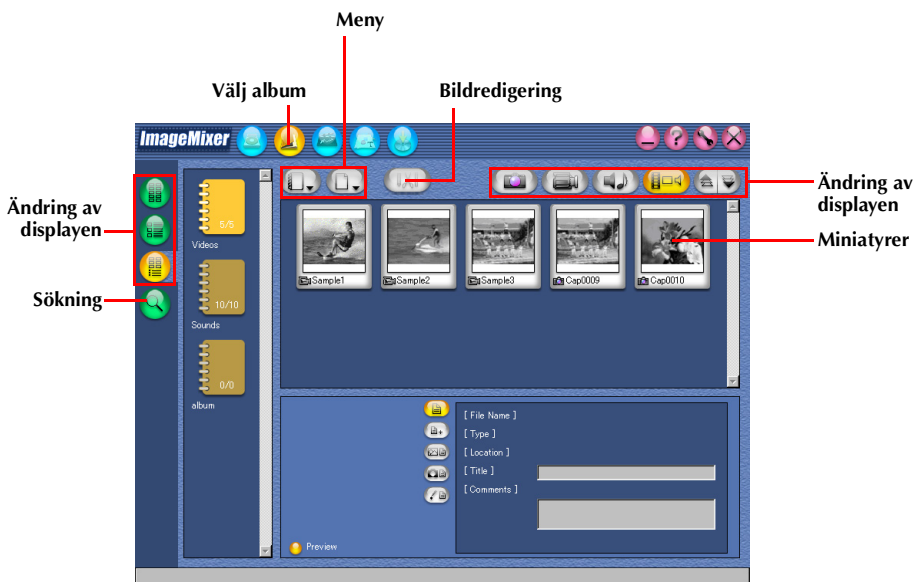 Meny
Välj album
Bildredigering
ImageMixer
Ändring av
displayen
Ändring av
displayen
Miniatyrer
Sökning
5/5
Videos
10/10
Sounds
0/0
album
Sample1
Sample2
Sample3
Cap0009
Cap0010
[ File Name ]
[ Type ]
[ Location ]
[ Title ]
[ Comments ]
Preview